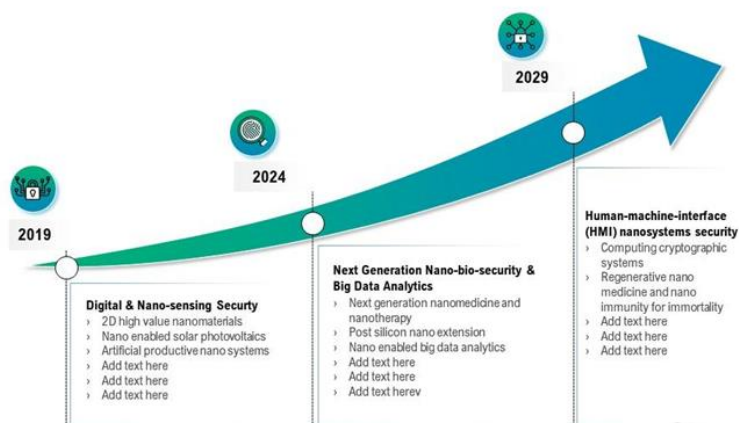 2029
2024
2019
Digital & Nano-sensing Securty
› 2D high value nanomaterials
› Nano enabled solar photovoltaics
› Artificial productive nano systems
› Add text here
› Add text here
› Add text here
Next Generation Nano-bio-security &
Big Data Analytics
› Next generation nanomedicine and
nanotherapy
› Post silicon nano extension
› Nano enabled big data analytics
› Add text here
› Add text here
› Add text herev
Human-machine-interface
(HMI) nanosystems security
› Computing cryptographic
systems
› Regenerative nano
medicine and nano
immunity for immortality
› Add text here
› Add text here
› Add text here